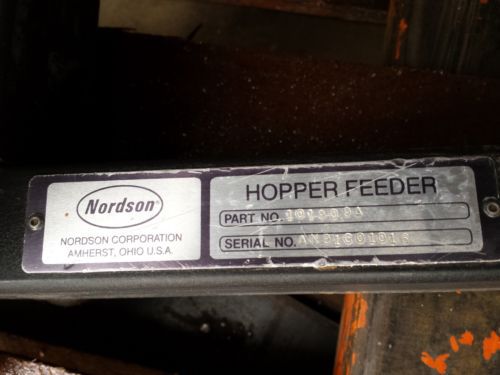 Nordson®
NORDSON CORPORATION
AMHERST, OHIO U.S.A.
HOPPER FEEDER
PART NO.
SERIAL NO.